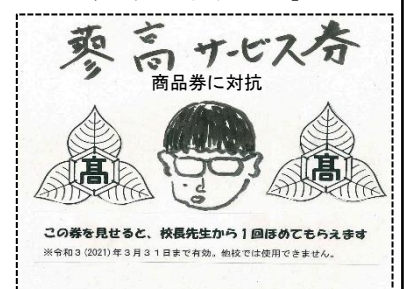 蓼高サービス券
商品券に対抗
高 高
この券を見せると、校長先生から１回ほめてもらえます
※令和３(2021)年３月３１日まで有効。他校では使用できません。